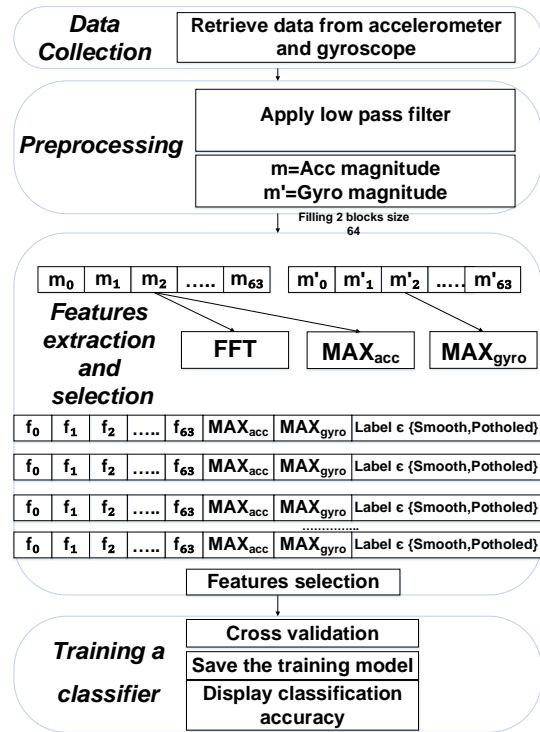 Data
Collection
Retrieve data from accelerometer
and gyroscope
Preprocessing
Apply low pass filter
m=Acc magnitude
m'=Gyro magnitude
Filling 2 blocks size
64
m₀ m₁ m₂ ..... m₆₃
m'₀ m'₁ m'₂ ..... m'₆₃
Features
extraction
and
selection
FFT
MAXacc
MAXgyro
f₀ f₁ f₂ ..... f₆₃ MAXacc MAXgyro Label ϵ {Smooth,Potholed}
f₀ f₁ f₂ ..... f₆₃ MAXacc MAXgyro Label ϵ {Smooth,Potholed}
f₀ f₁ f₂ ..... f₆₃ MAXacc MAXgyro Label ϵ {Smooth,Potholed}
..............
f₀ f₁ f₂ ..... f₆₃ MAXacc MAXgyro Label ϵ {Smooth,Potholed}
Features selection
Training a
classifier
Cross validation
Save the training model
Display classification
accuracy